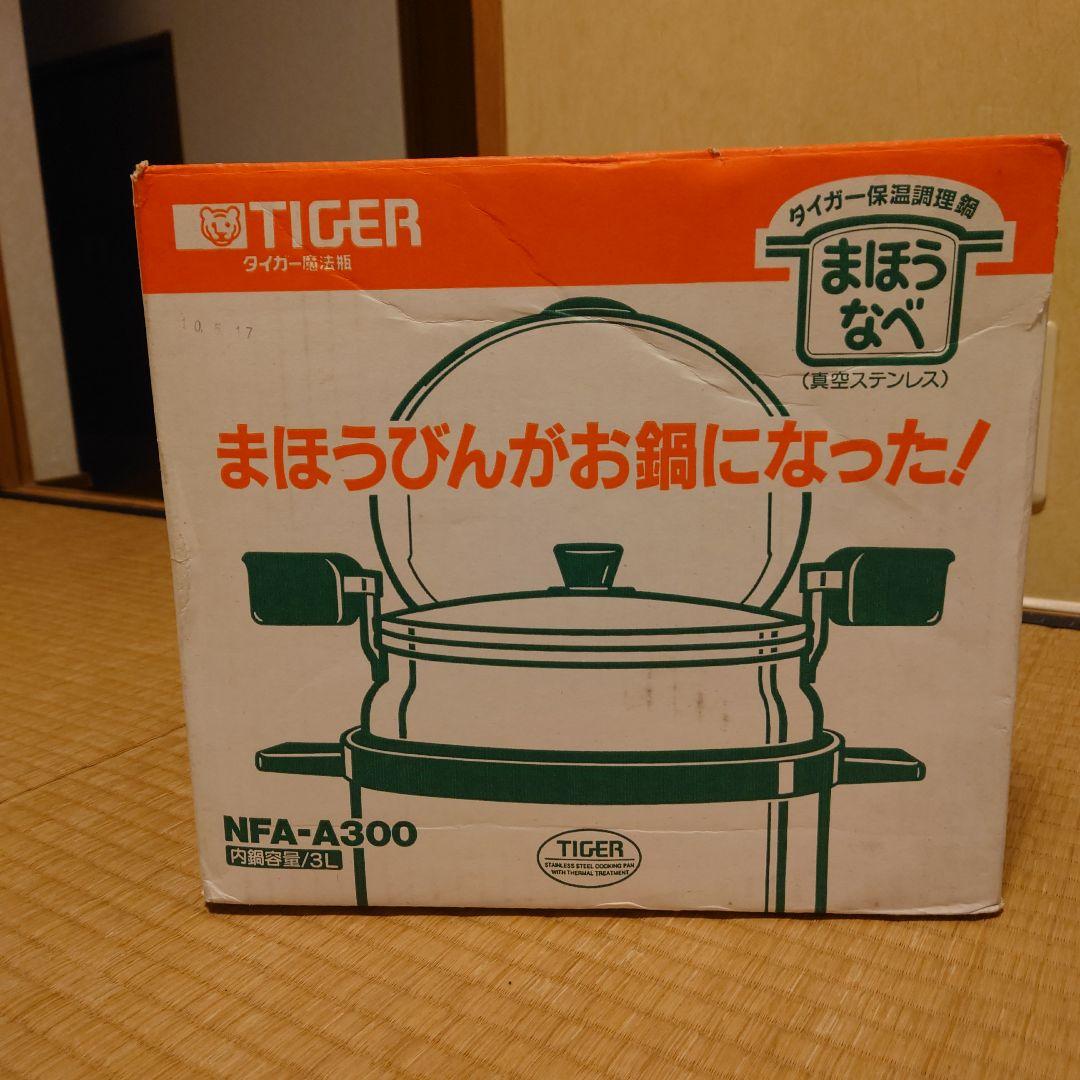 TIGER
タイガー魔法瓶
タイガー保温調理鍋
まほう
なべ
(真空ステンレス)
10. 5. 17
まほうびんがお鍋になった!
NFA-A300
内鍋容量/3L
TIGER
STAINLESS STEEL COOKING PAN
WITH THERMAL TREATMENT